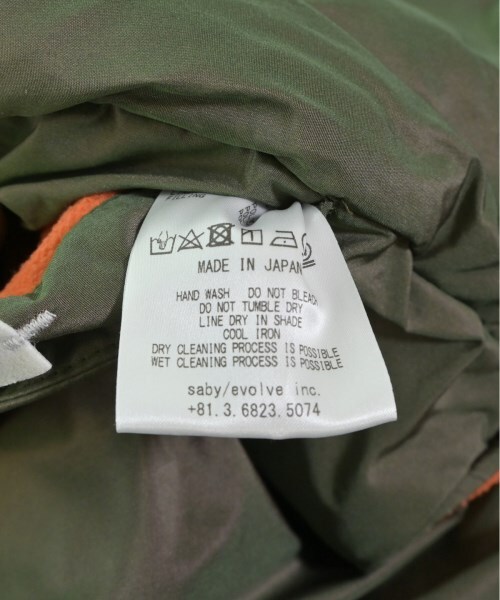 MADE IN JAPAN
HAND WASH DO NOT BLEACH
DO NOT TUMBLE DRY
LINE DRY IN SHADE
COOL IRON
DRY CLEANING PROCESS IS POSSIBLE
WET CLEANING PROCESS IS POSSIBLE
saby/evolve inc.
+81.3.6823.5074